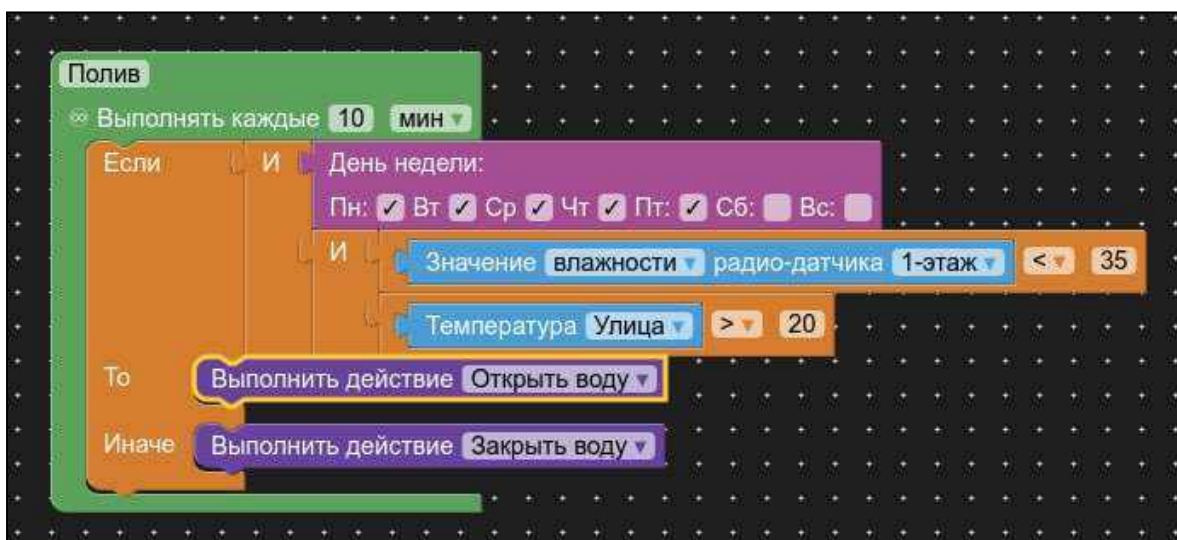 Полив
Выполнять каждые 10 мин
Если И День недели:
Пн: Вт Ср Чт Пт: Сб: Вс:
И Значение влажности радио-датчика 1-этаж < 35
Температура Улица > 20
То Выполнить действие Открыть воду
Иначе Выполнить действие Закрыть воду